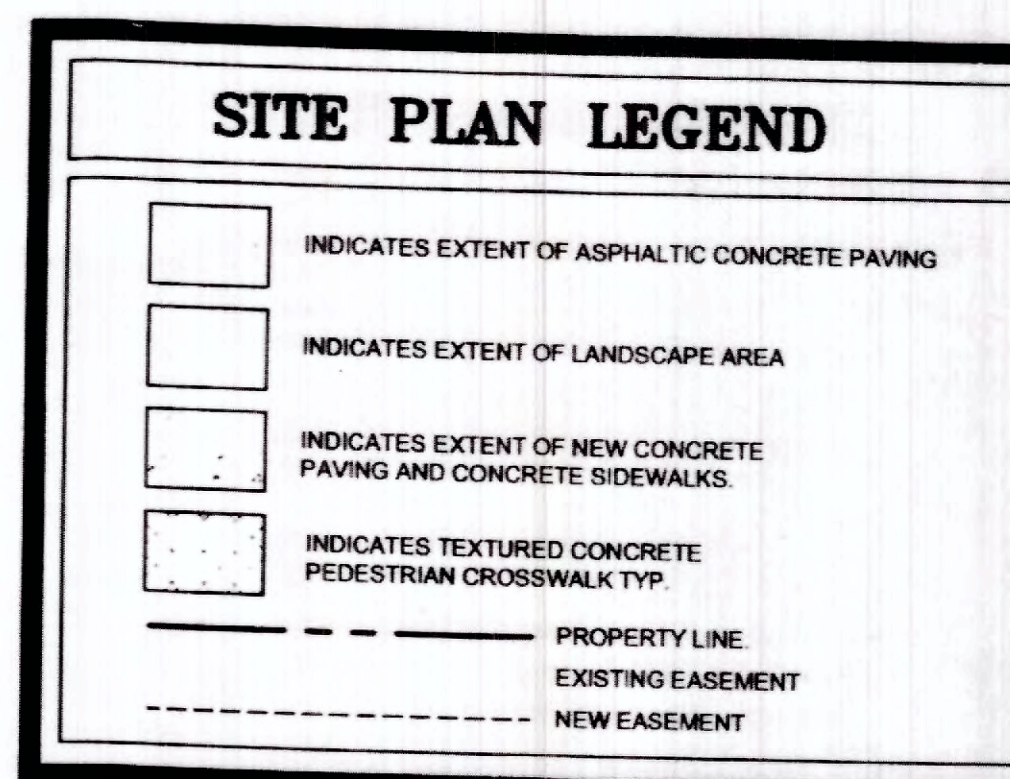 SITE PLAN LEGEND
INDICATES EXTENT OF ASPHALTIC CONCRETE PAVING
INDICATES EXTENT OF LANDSCAPE AREA
INDICATES EXTENT OF NEW CONCRETE
PAVING AND CONCRETE SIDEWALKS.
INDICATES TEXTURED CONCRETE
PEDESTRIAN CROSSWALK TYP.
PROPERTY LINE.
EXISTING EASEMENT
NEW EASEMENT